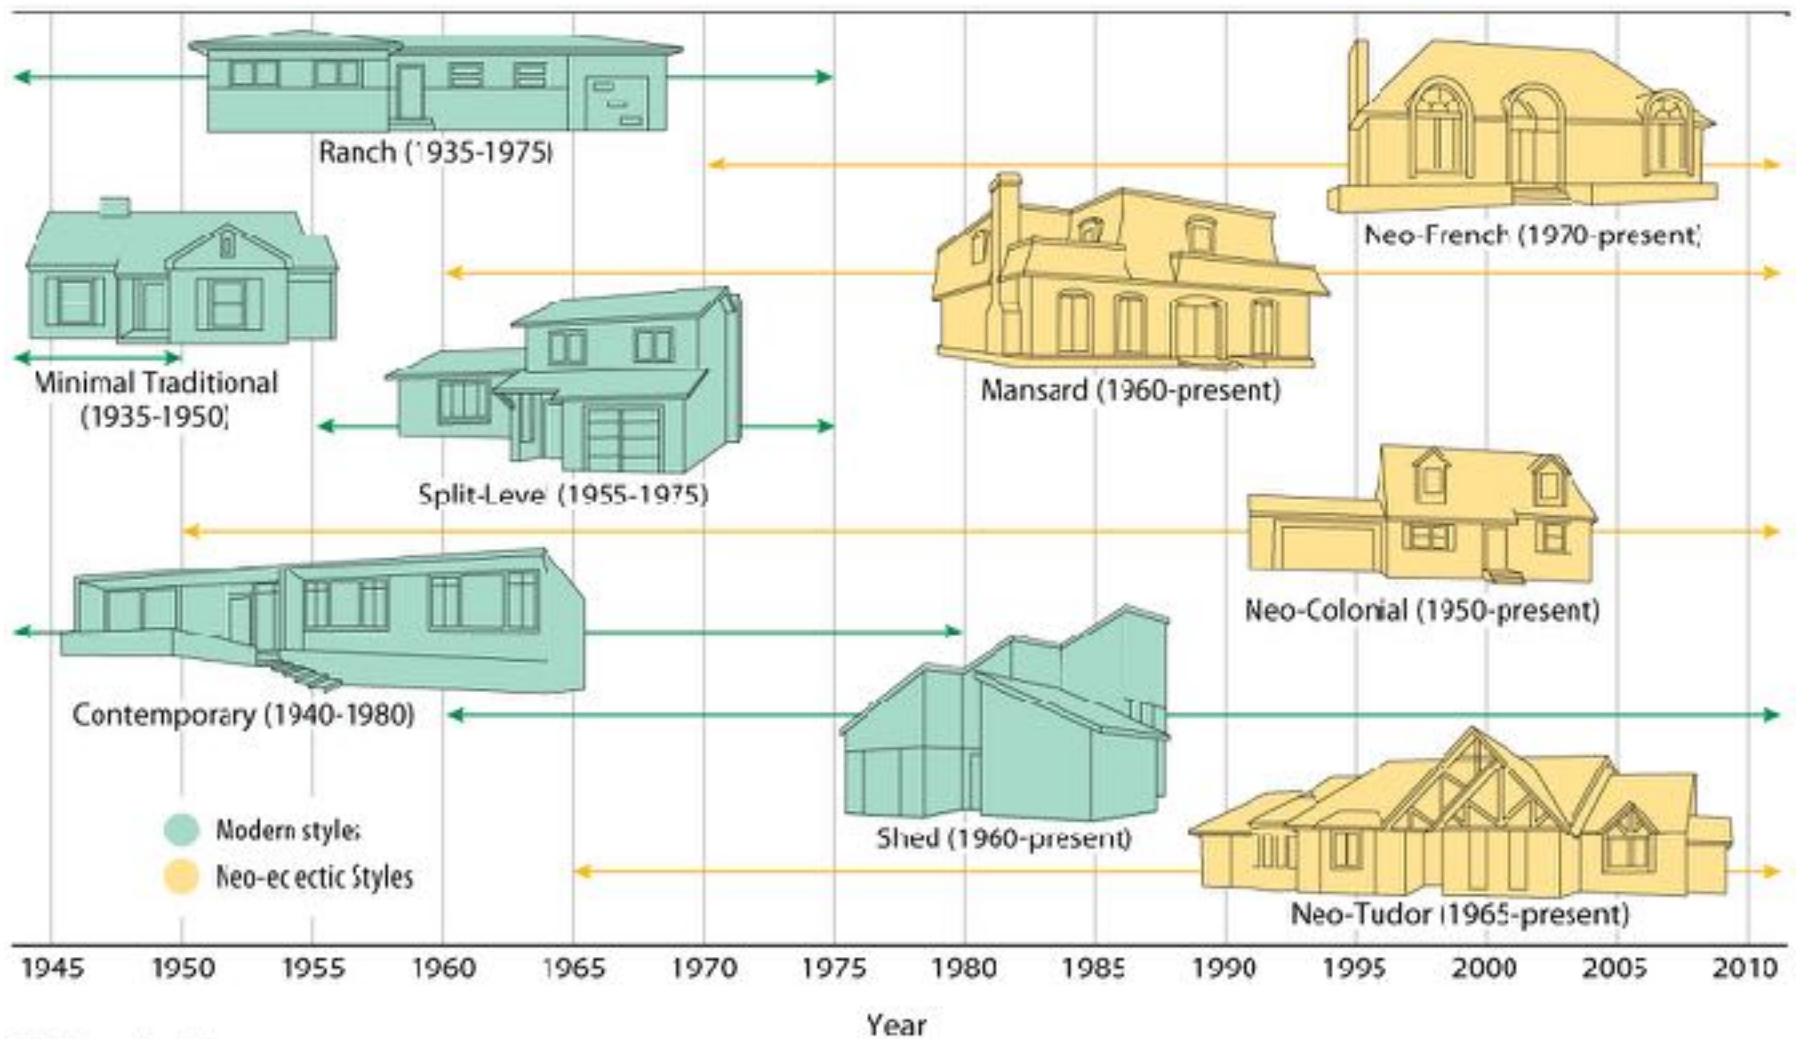 Ranch (1935-1975)
Neo-French (1970-present)
Minimal Traditional
(1935-1950)
Mansard (1960-present)
Split-Level (1955-1975)
Neo-Colonial (1950-present)
Contemporary (1940-1980)
Shed (1960-present)
Modern styles
Neo-ec ectic Styles
Neo-Tudor (1965-present)
1945 1950 1955 1960 1965 1970 1975 1980 1985 1990 1995 2000 2005 2010
Year